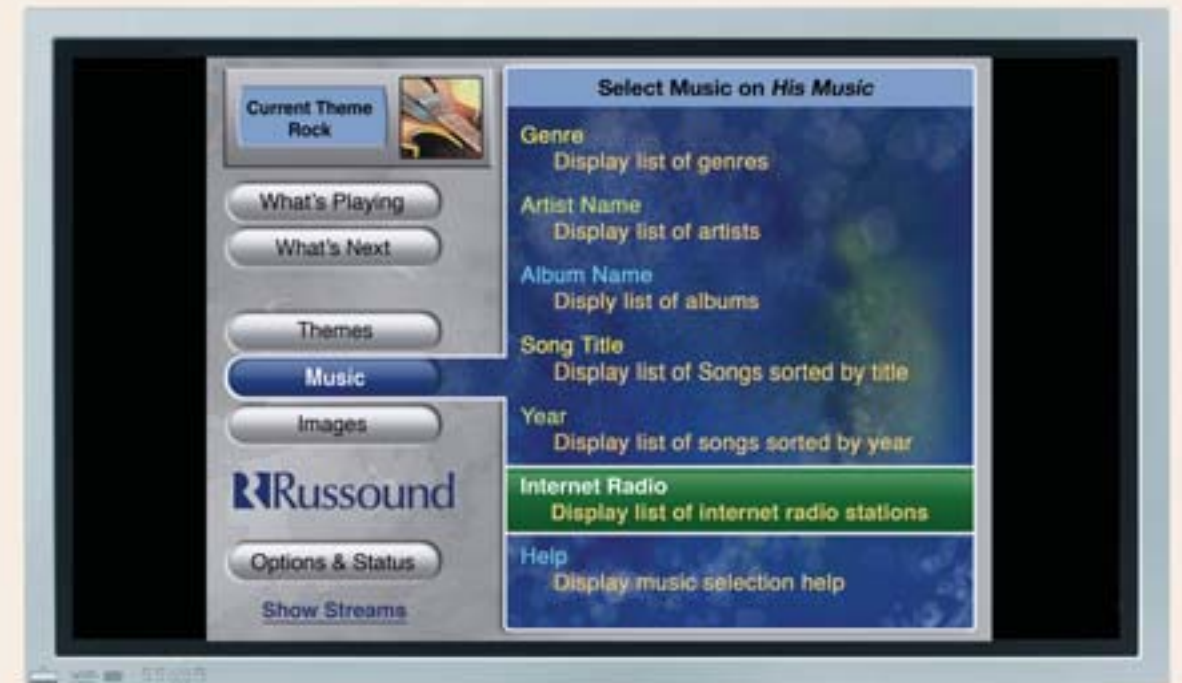 Current Theme
Rock
What's Playing
What's Next
Themes
Music
Images
Russound
Options & Status
Show Streams
Select Music on His Music
Genre
Display list of genres
Artist Name
Display list of artists
Album Name
Disply list of albums
Song Title
Display list of Songs sorted by title
Year
Display list of songs sorted by year
Internet Radio
Display list of internet radio stations
Help
Display music selection help